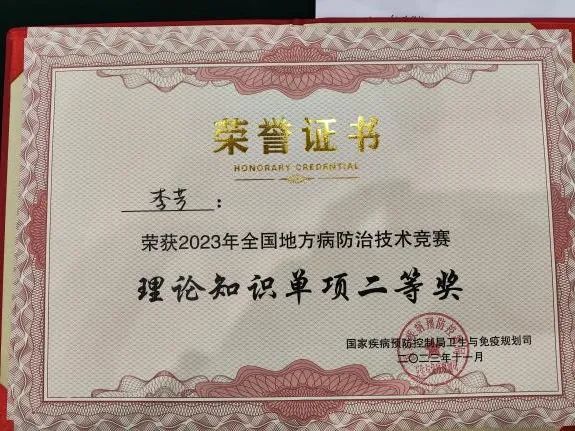 荣誉证书
HONORARY CREDENTIAL
李芳：
荣获2023年全国地方病防治技术竞赛
理论知识单项二等奖
国家疾病预防控制局卫生与免疫规划司
二〇二三年十一月